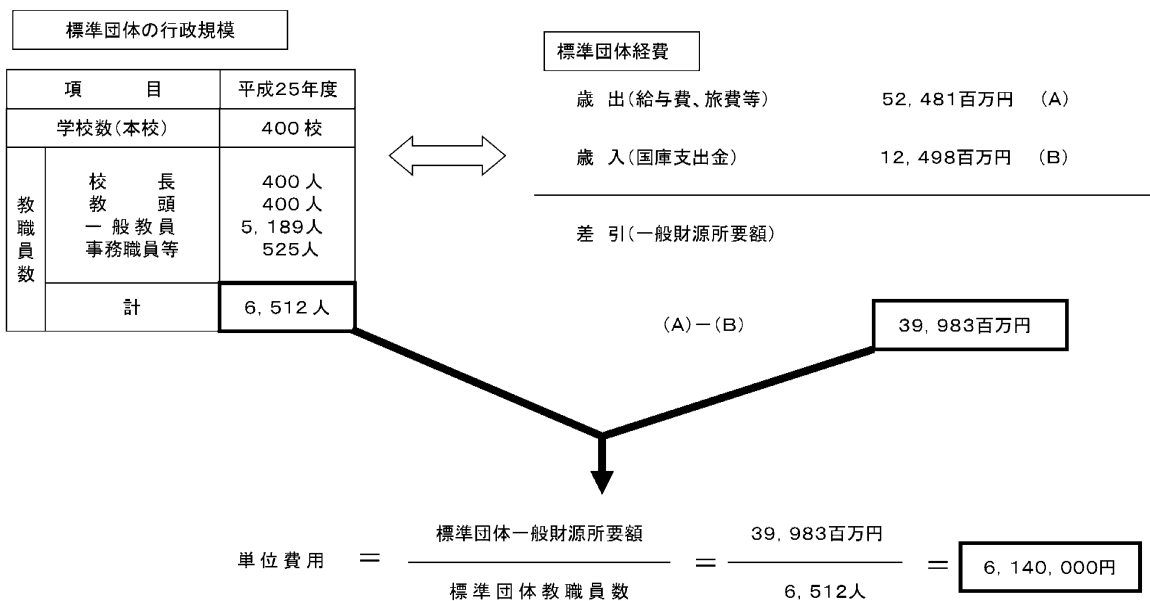 標準団体の行政規模
項目 平成25年度
学校数(本校) 400校
教職員数
校長 400人
教頭 400人
一般教員 5,189人
事務職員等 525人
計 6,512人
標準団体経費
歳出(給与費、旅費等) 52,481百万円 (A)
歳入(国庫支出金) 12,498百万円 (B)
差引(一般財源所要額)
(A)-(B) 39,983百万円
単位費用 = 標準団体一般財源所要額 / 標準団体教職員数 = 39,983百万円 / 6,512人 = 6,140,000円